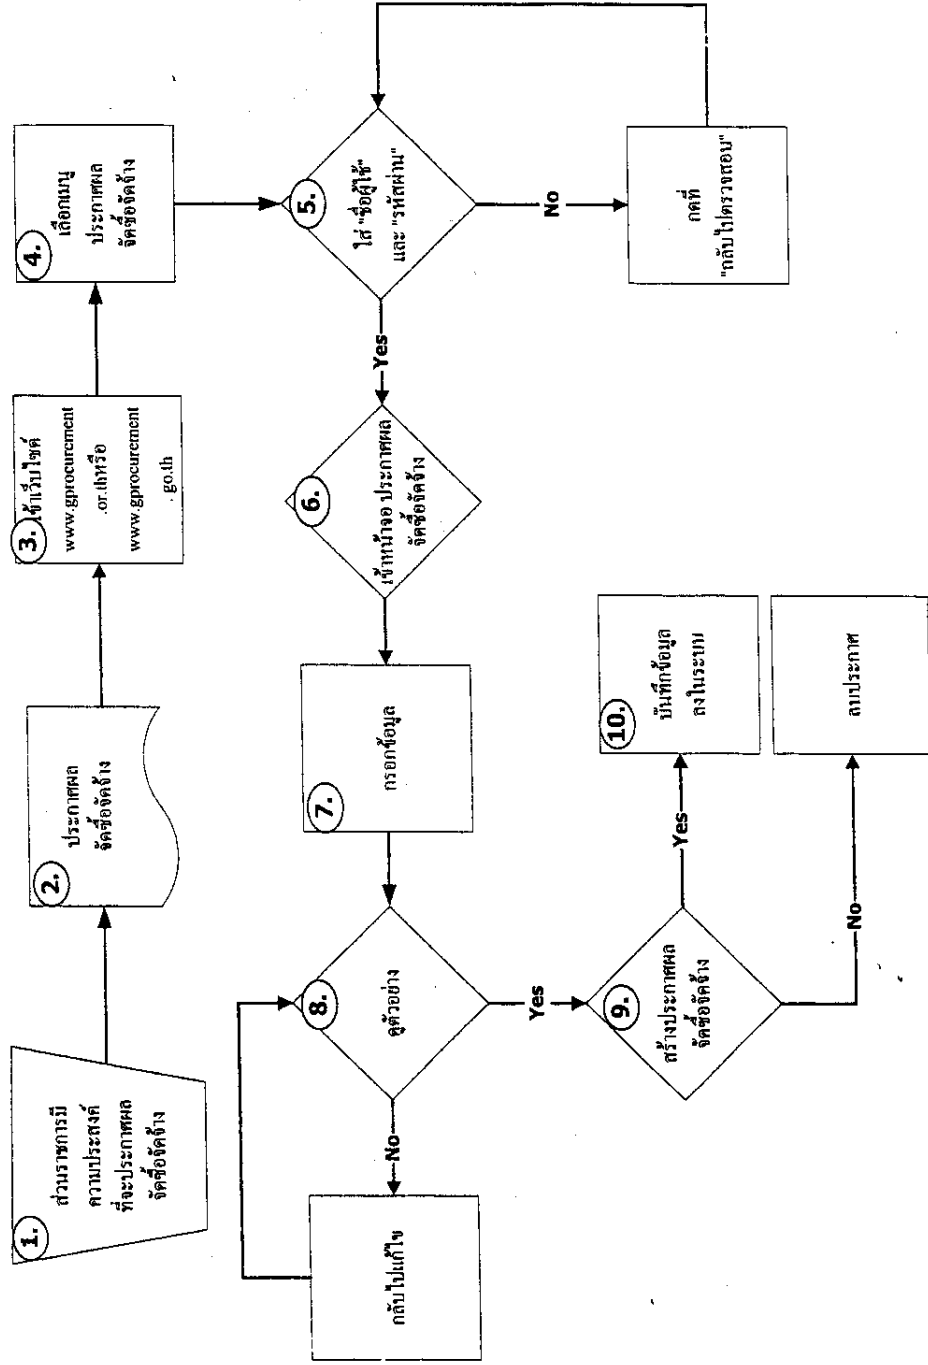 1.
ส่วนราชการมี
ความประสงค์
ที่จะประกาศผล
จัดซื้อจัดจ้าง
2.
ประกาศผล
จัดซื้อจัดจ้าง
3.
เข้าเว็บไซต์
www.gprocurement
.or.thหรือ
www.gprocurement
.go.th
4.
เลือกเมนู
ประกาศผล
จัดซื้อจัดจ้าง
5.
ใส่ "ชื่อผู้ใช้"
และ "รหัสผ่าน"
No
กดที่
"กลับไปตรวจสอบ"
Yes
6.
เข้าหน้าจอ ประกาศผล
จัดซื้อจัดจ้าง
7.
กรอกข้อมูล
8.
ดูตัวอย่าง
No
กลับไปแก้ไข
Yes
9.
สร้างประกาศผล
จัดซื้อจัดจ้าง
Yes
10.
บันทึกข้อมูล
ลงในระบบ
No
ลบประกาศ